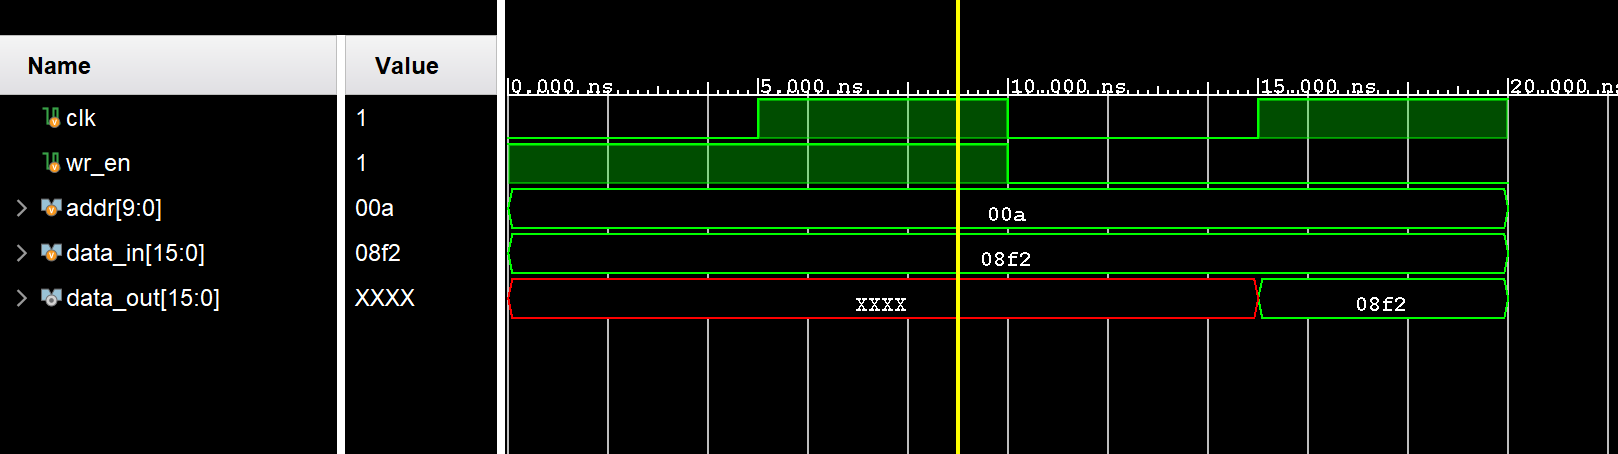 Name Value
0.000 ns 5.000 ns 10.000 ns 15.000 ns 20.000 ns
clk 1
wr_en 1
addr[9:0] 00a 00a
data_in[15:0] 08f2 08f2
data_out[15:0] XXXX XXXX 08f2